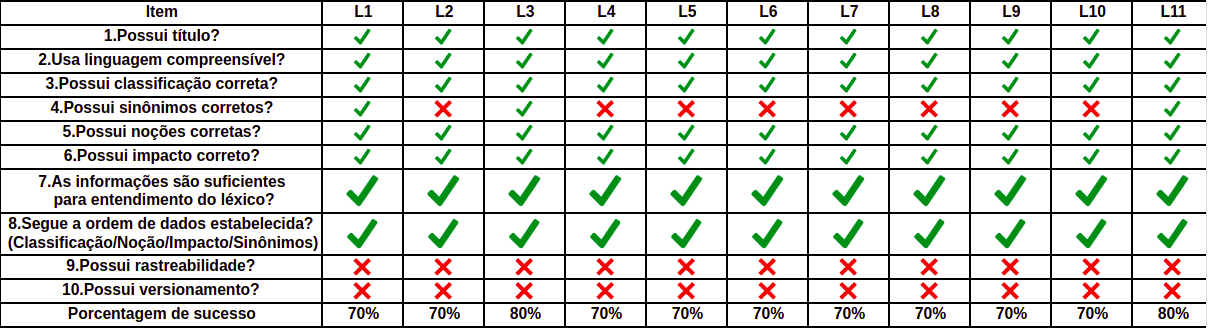 Item L1 L2 L3 L4 L5 L6 L7 L8 L9 L10 L11
1.Possui título?
2.Usa linguagem compreensível?
3.Possui classificação correta?
4.Possui sinônimos corretos?
5.Possui noções corretas?
6.Possui impacto correto?
7.As informações são suficientes
para entendimento do léxico?
8.Segue a ordem de dados estabelecida?
(Classificação/Noção/Impacto/Sinônimos)
9.Possui rastreabilidade?
10.Possui versionamento?
Porcentagem de sucesso 70% 70% 80% 70% 70% 70% 70% 70% 70% 70% 80%